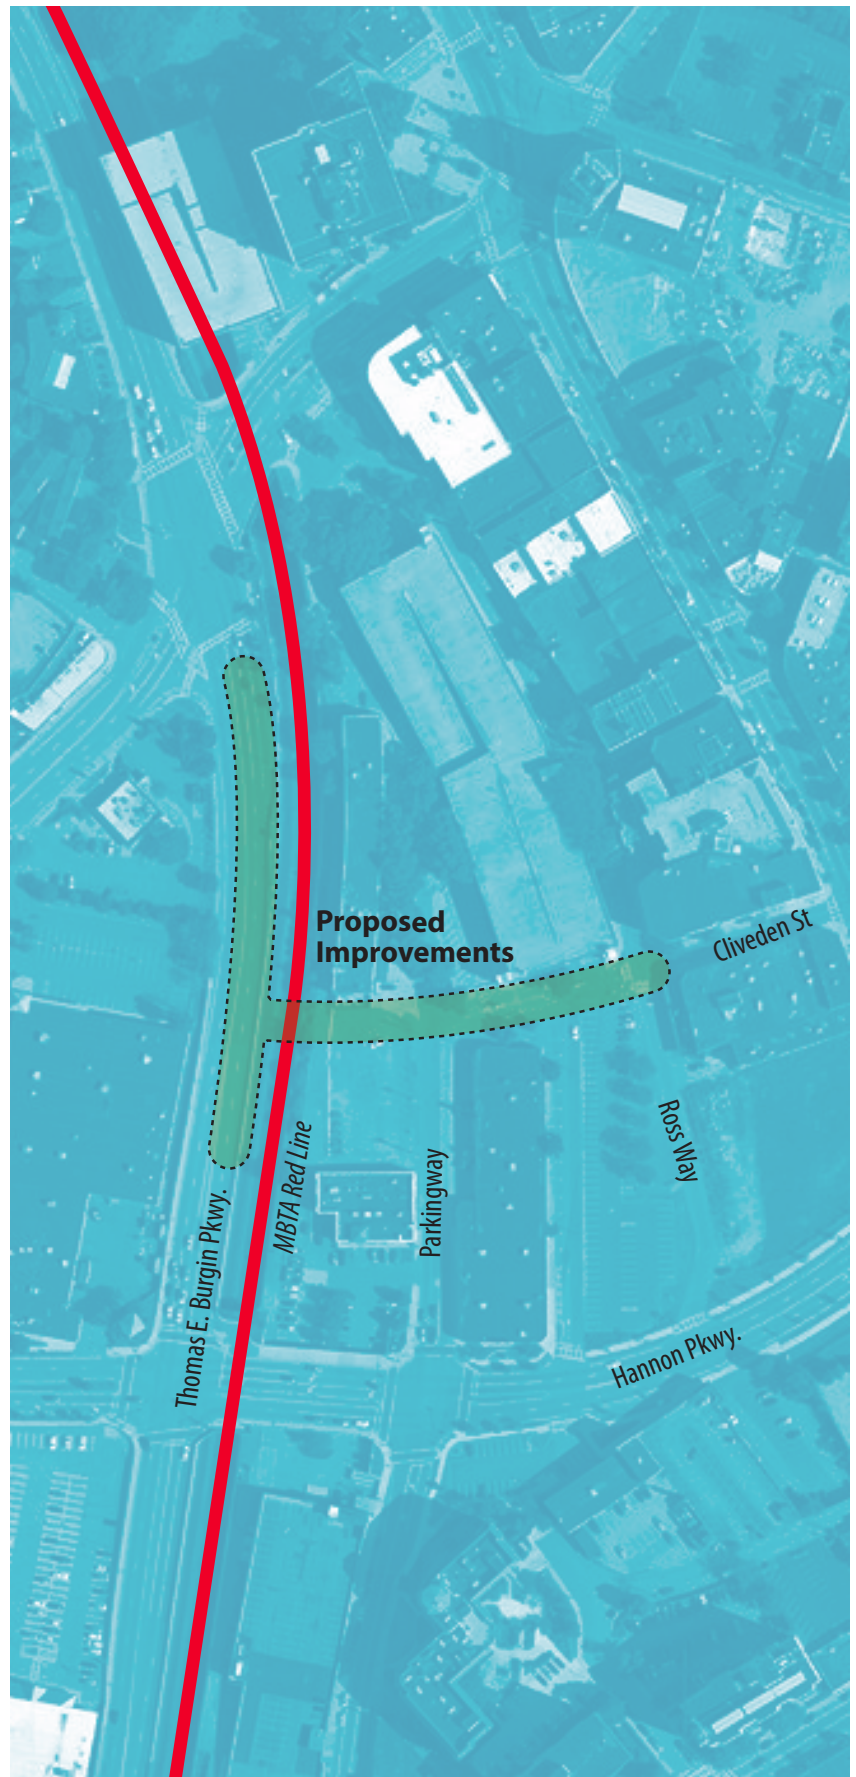 Proposed
Improvements
Cliveden St
Ross Way
MBTA Red Line
Parkingway
Thomas E. Burgin Pkwy.
Hannon Pkwy.